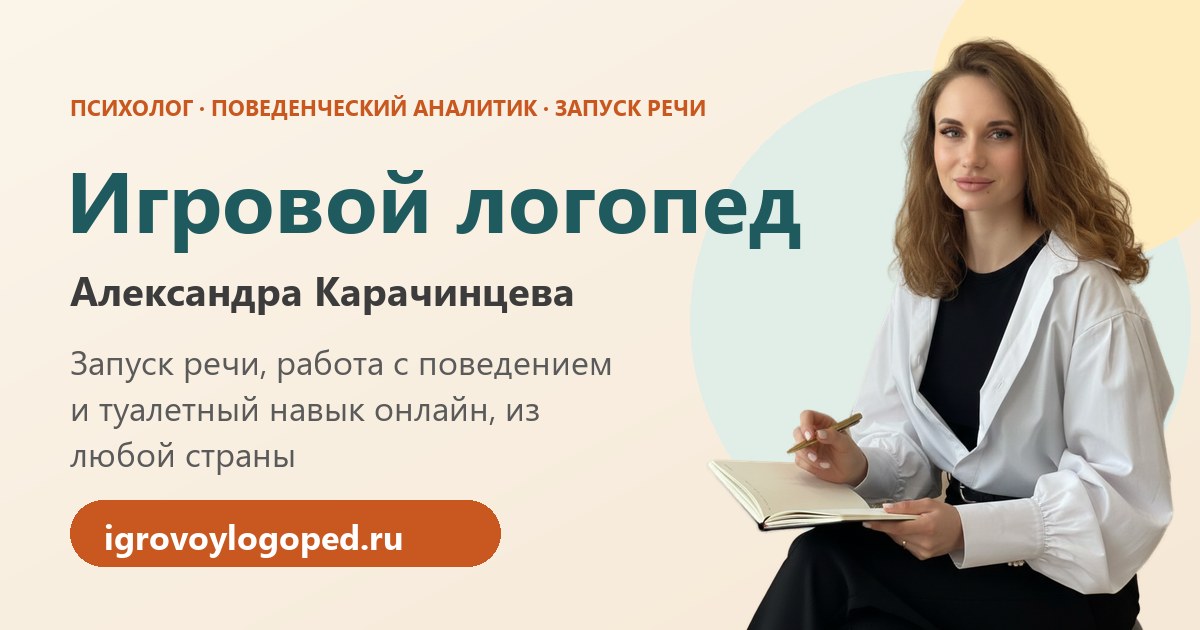 ПСИХОЛОГ · ПОВЕДЕНЧЕСКИЙ АНАЛИТИК · ЗАПУСК РЕЧИ
Игровой логопед
Александра Карачинцева
Запуск речи, работа с поведением
и туалетный навык онлайн, из
любой страны
igrovoylogoped.ru